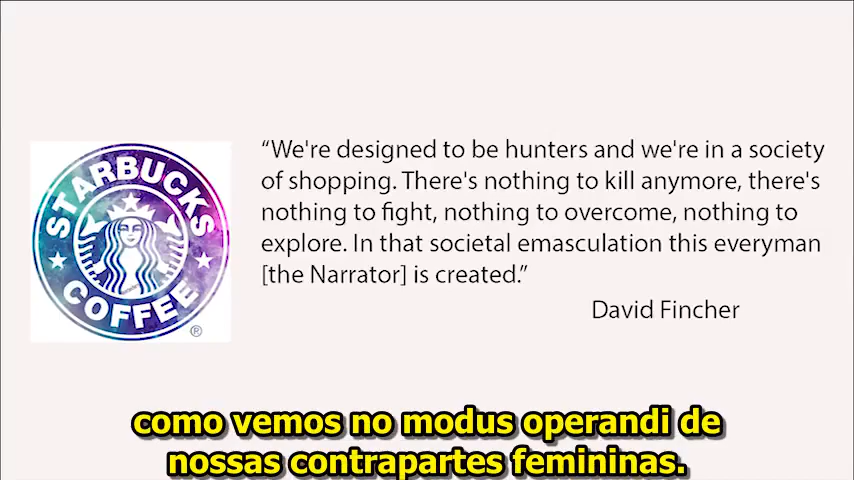 STARBUCKS
COFFEE
®
“We're designed to be hunters and we're in a society
of shopping. There's nothing to kill anymore, there's
nothing to fight, nothing to overcome, nothing to
explore. In that societal emasculation this everyman
[the Narrator] is created.”
David Fincher
como vemos no modus operandi de
nossas contrapartes femininas.